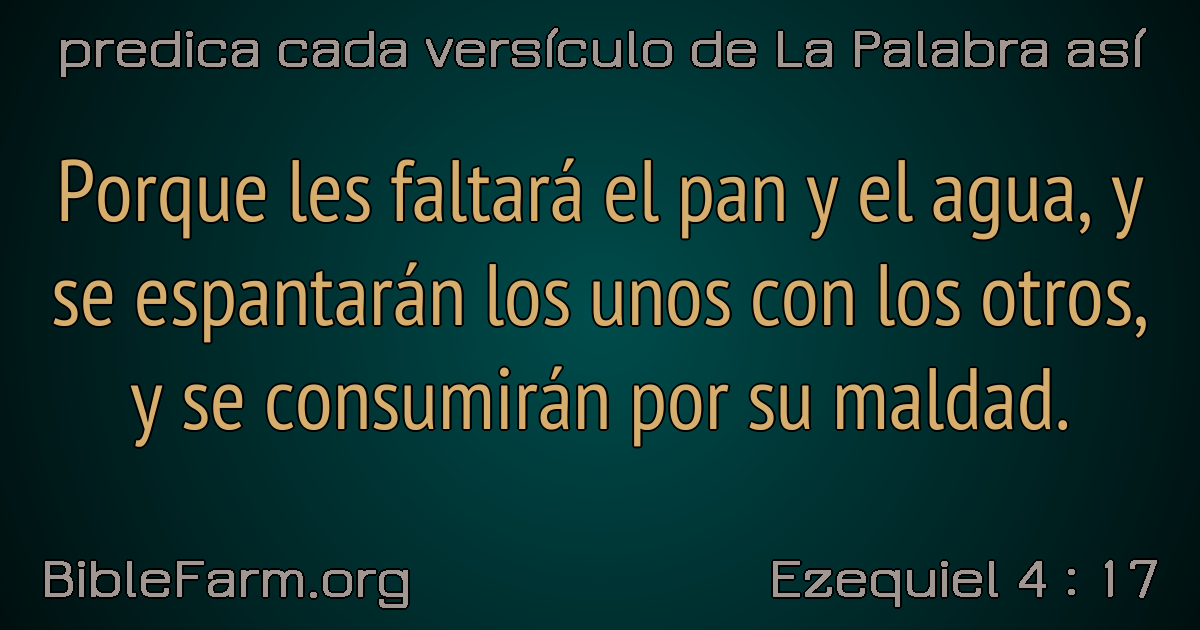 predica cada versículo de La Palabra así
Porque les faltará el pan y el agua, y
se espantarán los unos con los otros,
y se consumirán por su maldad.
BibleFarm.org
Ezequiel 4 : 17